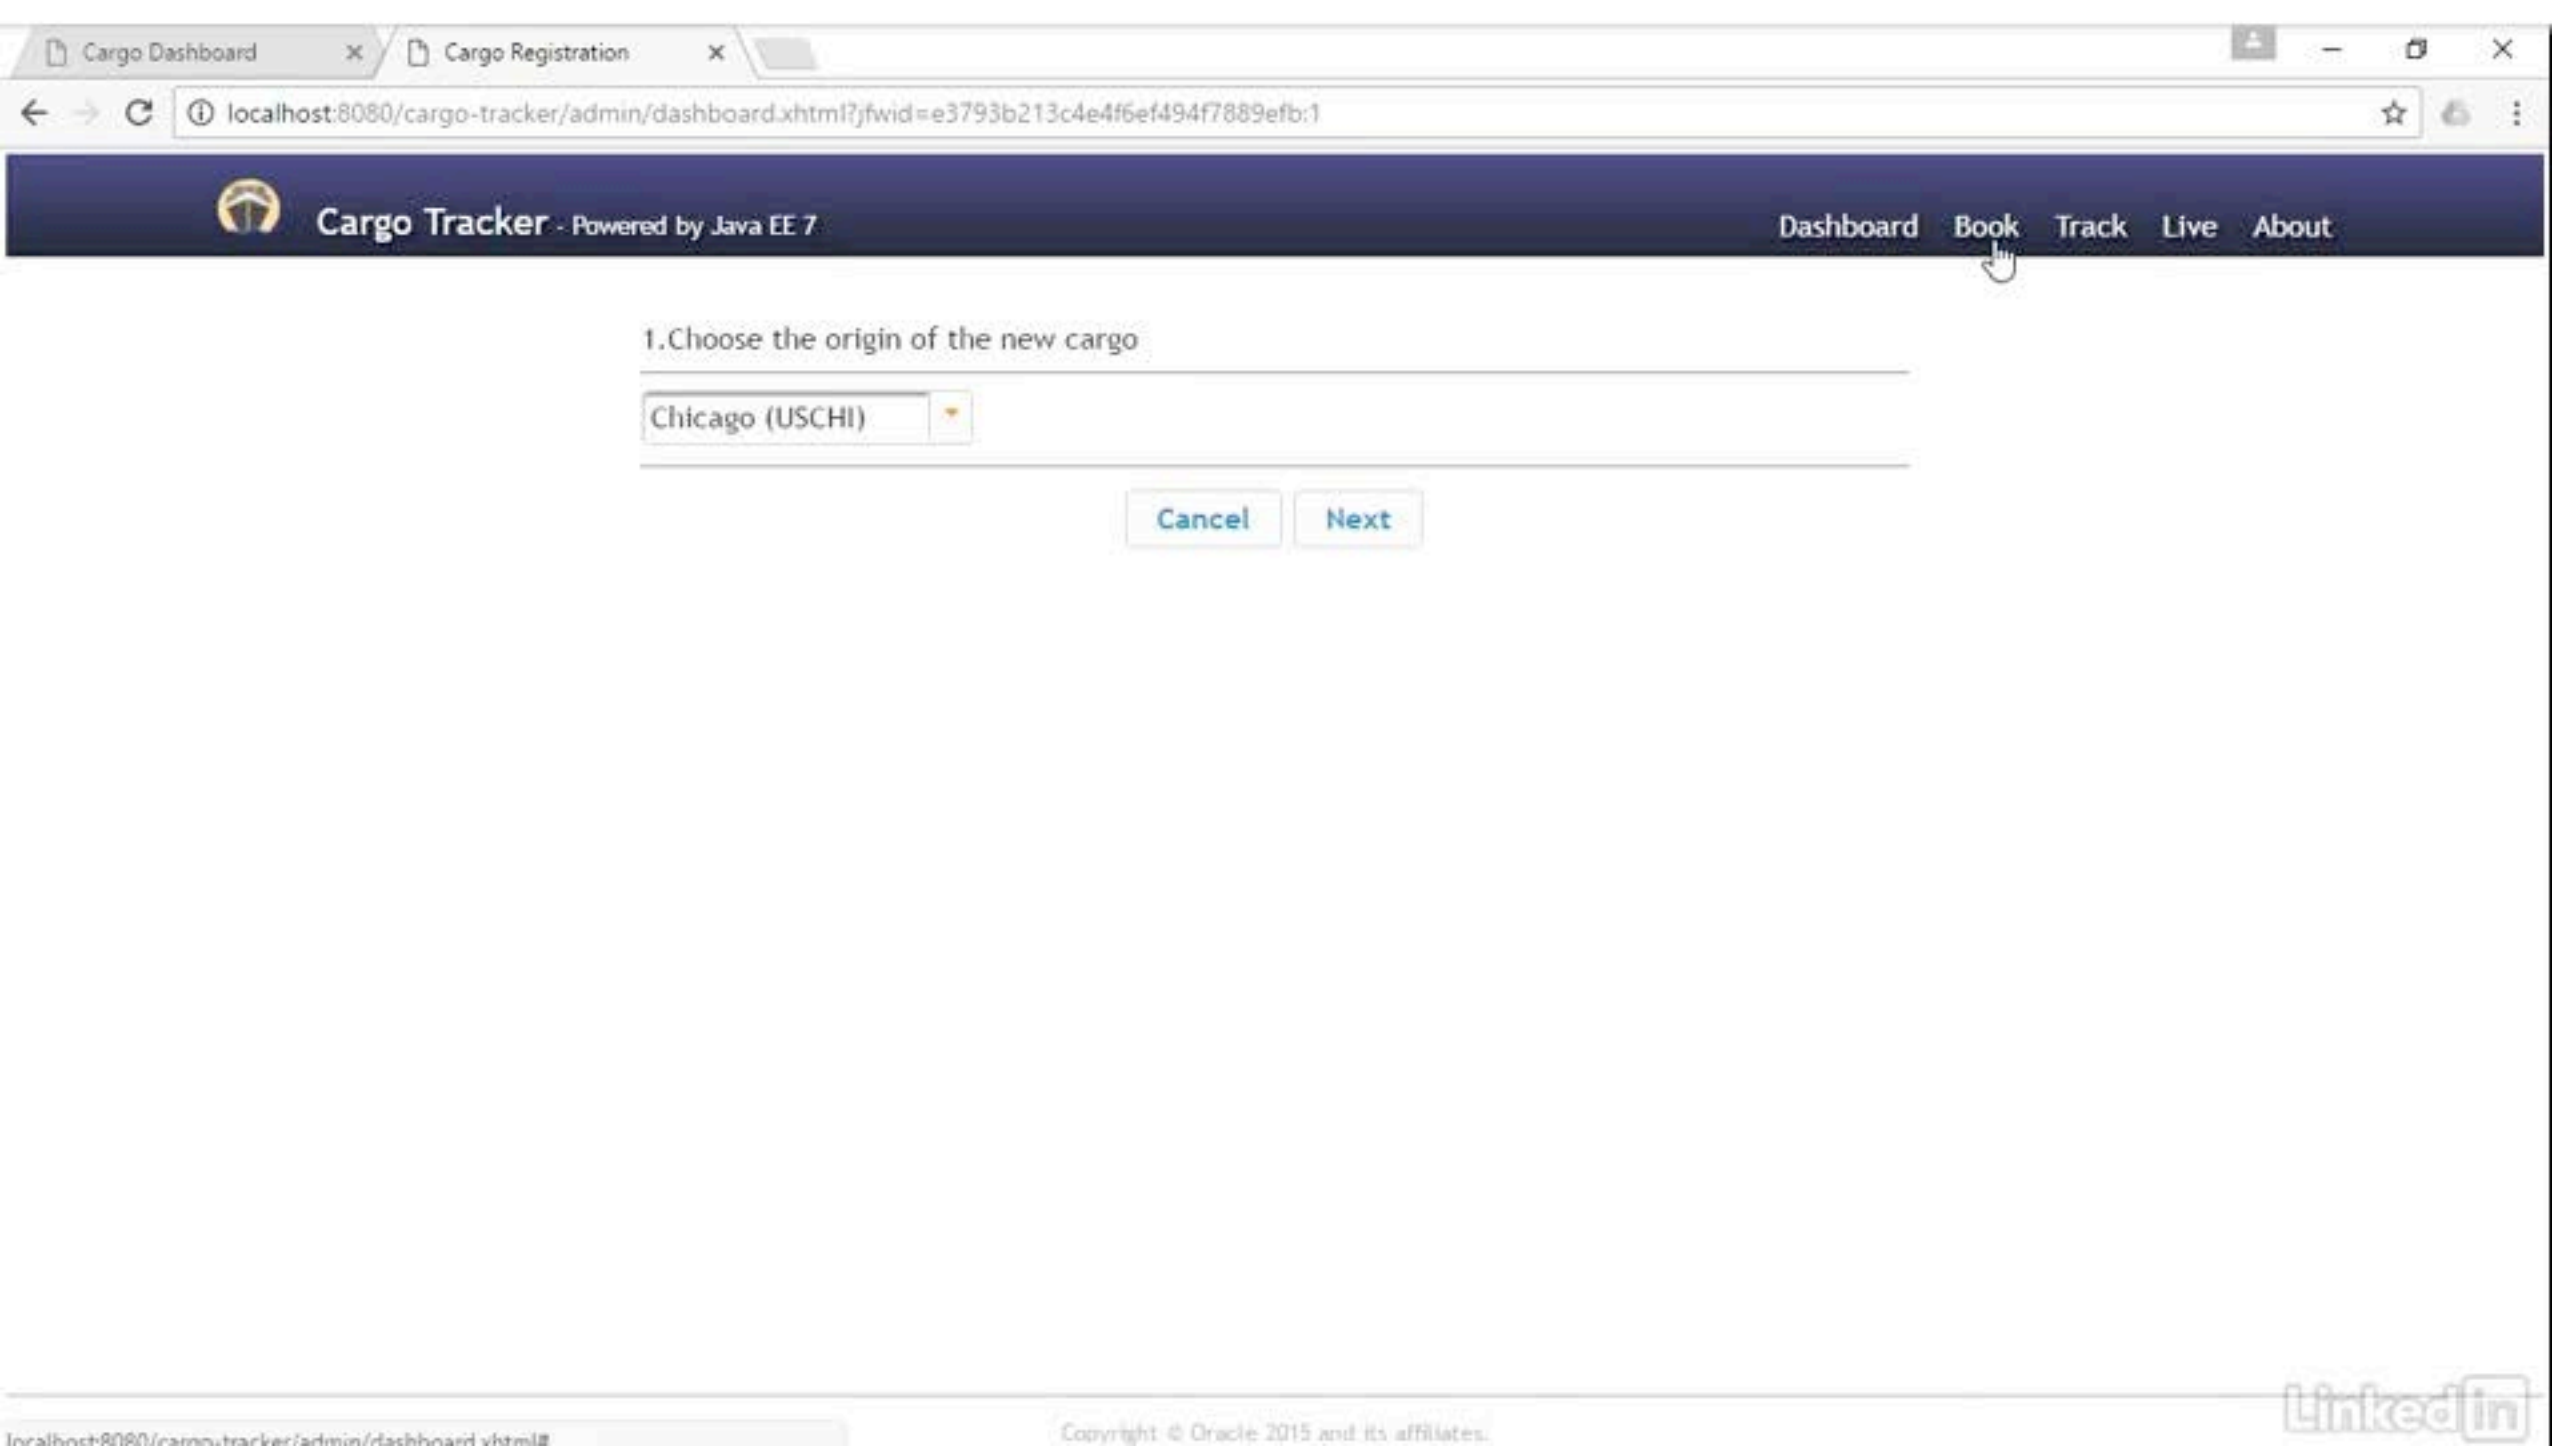 Cargo Dashboard
Cargo Registration
localhost:8080/cargo-tracker/admin/dashboard.xhtml?jfwid=e3793b213c4e4f6ef494f7889efb:1
Cargo Tracker - Powered by Java EE 7
Dashboard Book Track Live About
1.Choose the origin of the new cargo
Chicago (USCHI)
Cancel Next
Linked in
localhost:8080/cargo-tracker/admin/dashboard.xhtml#
Copyright © Oracle 2015 and its affiliates.